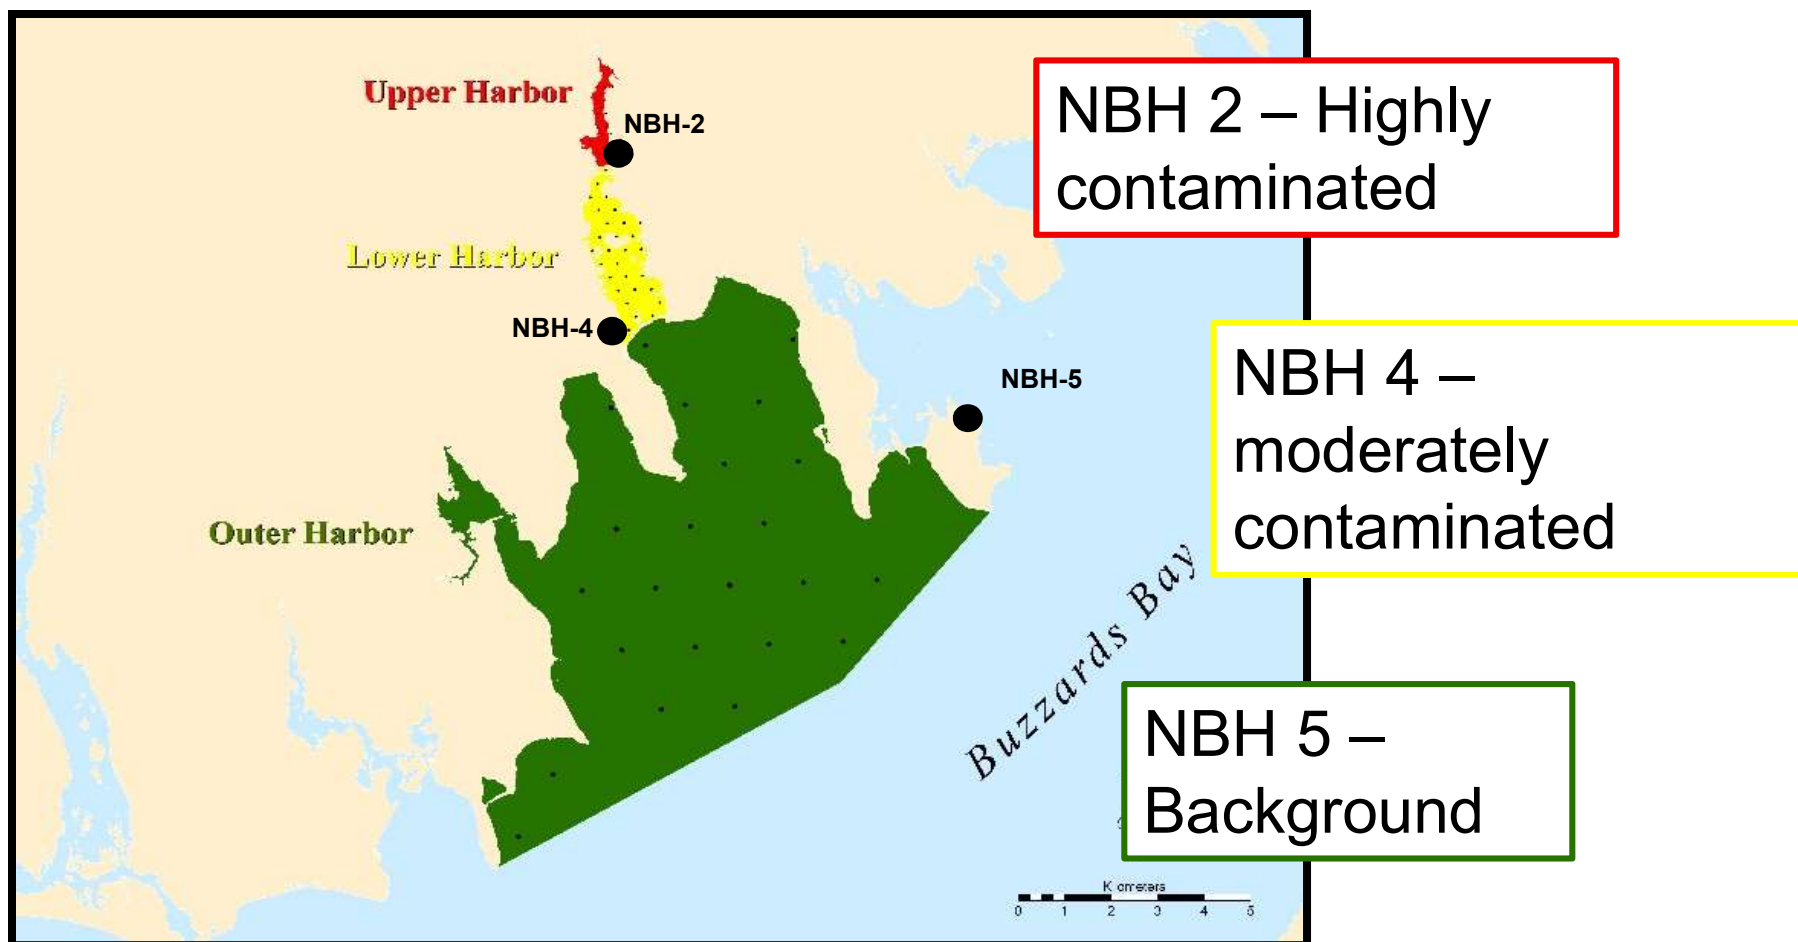 Upper Harbor
NBH-2
NBH 2 – Highly
contaminated
Lower Harbor
NBH-4
NBH-5
NBH 4 –
moderately
contaminated
Outer Harbor
Buzzards Bay
NBH 5 –
Background
0 1 2 3 4 5